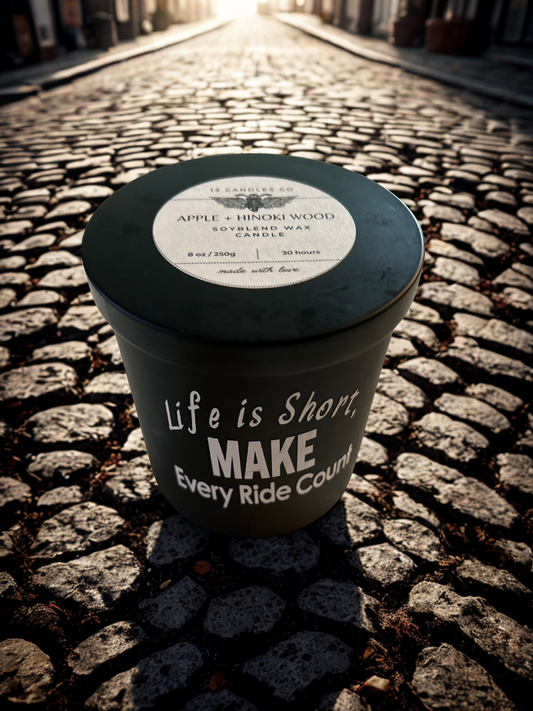 13 CANDLES CO
APPLE + HINOKI WOOD
SOYBLEND WAX
CANDLE
8 oz / 250g | 30 hours
made with love
Life is Short,
MAKE
Every Ride Count